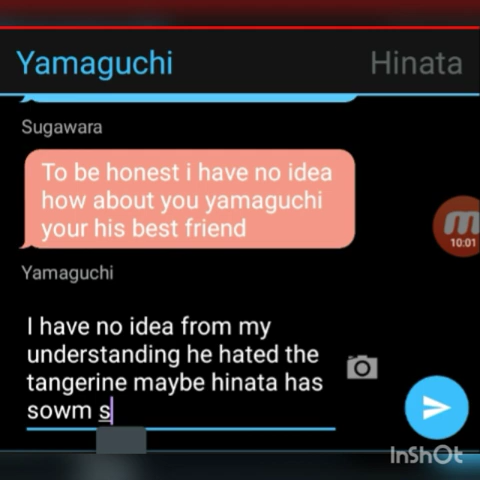 Yamaguchi Hinata
Sugawara
To be honest i have no idea
how about you yamaguchi
your his best friend
Yamaguchi
I have no idea from my
understanding he hated the
tangerine maybe hinata has
sowm s
10:01
InShOt